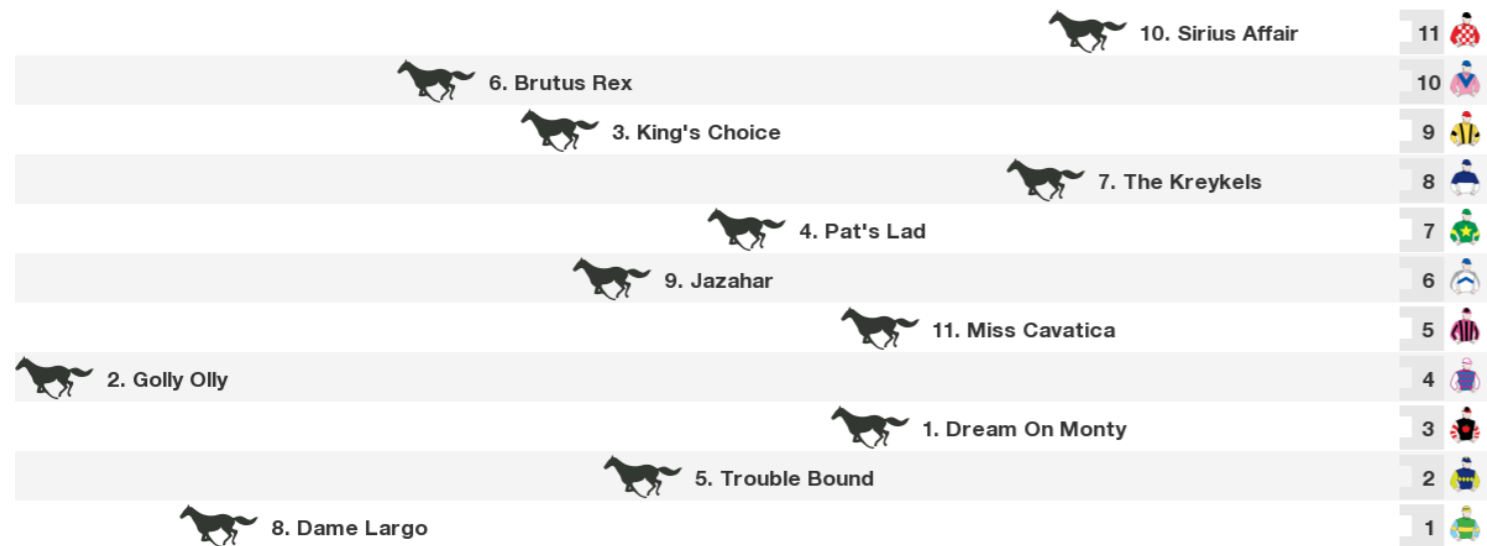 10. Sirius Affair 11
6. Brutus Rex 10
3. King's Choice 9
7. The Kreykels 8
4. Pat's Lad 7
9. Jazahar 6
11. Miss Cavatica 5
2. Golly Olly 4
1. Dream On Monty 3
5. Trouble Bound 2
8. Dame Largo 1